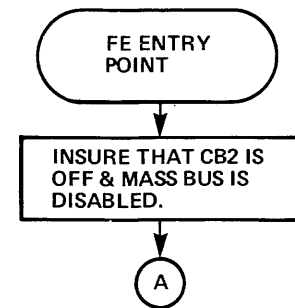 FE ENTRY
POINT
INSURE THAT CB2 IS
OFF & MASS BUS IS
DISABLED.
A